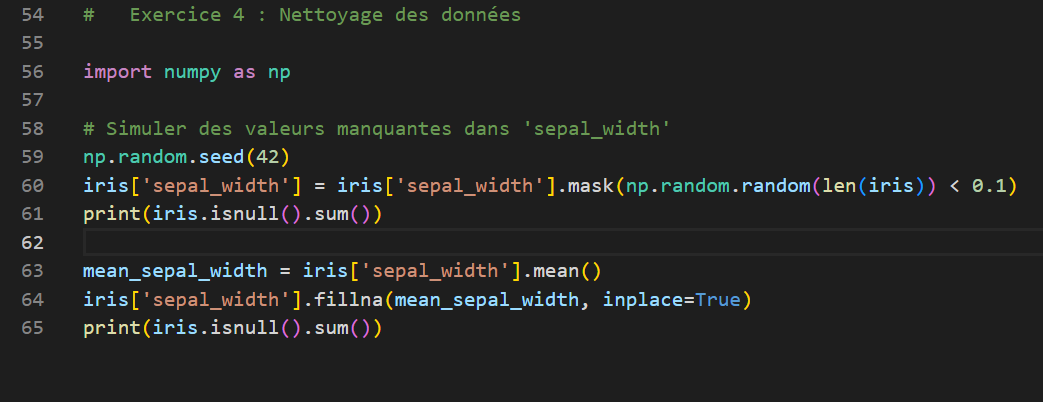 54 #   Exercice 4 : Nettoyage des données
55
56 import numpy as np
57
58 # Simuler des valeurs manquantes dans 'sepal_width'
59 np.random.seed(42)
60 iris['sepal_width'] = iris['sepal_width'].mask(np.random.random(len(iris)) < 0.1)
61 print(iris.isnull().sum())
62
63 mean_sepal_width = iris['sepal_width'].mean()
64 iris['sepal_width'].fillna(mean_sepal_width, inplace=True)
65 print(iris.isnull().sum())